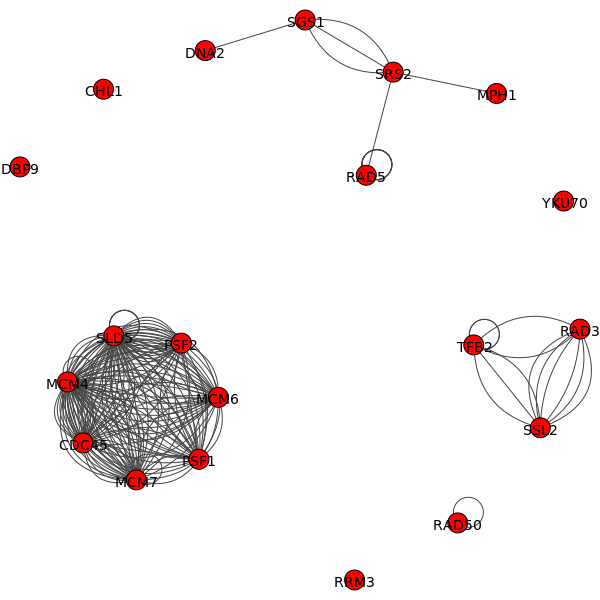 SGS1
DNA2
SRS2
CHL1
MPH1
DBP9
RAD5
YKU70
RAD3
SLD5
PSF2
TFB2
MCM4
MCM6
SSL2
CDC45
PSF1
MCM7
RAD50
RRM3